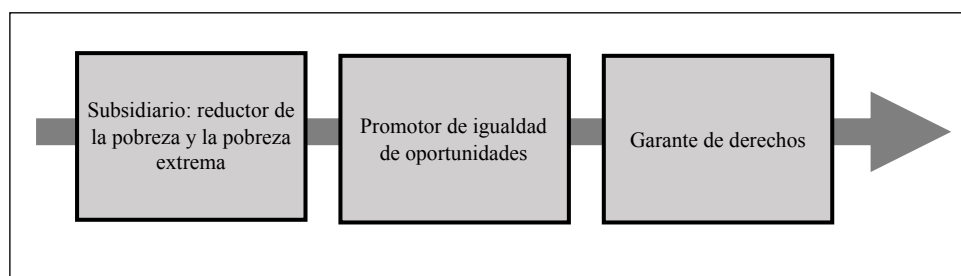 Subsidiario: reductor de
la pobreza y la pobreza
extrema
Promotor de igualdad
de oportunidades
Garante de derechos